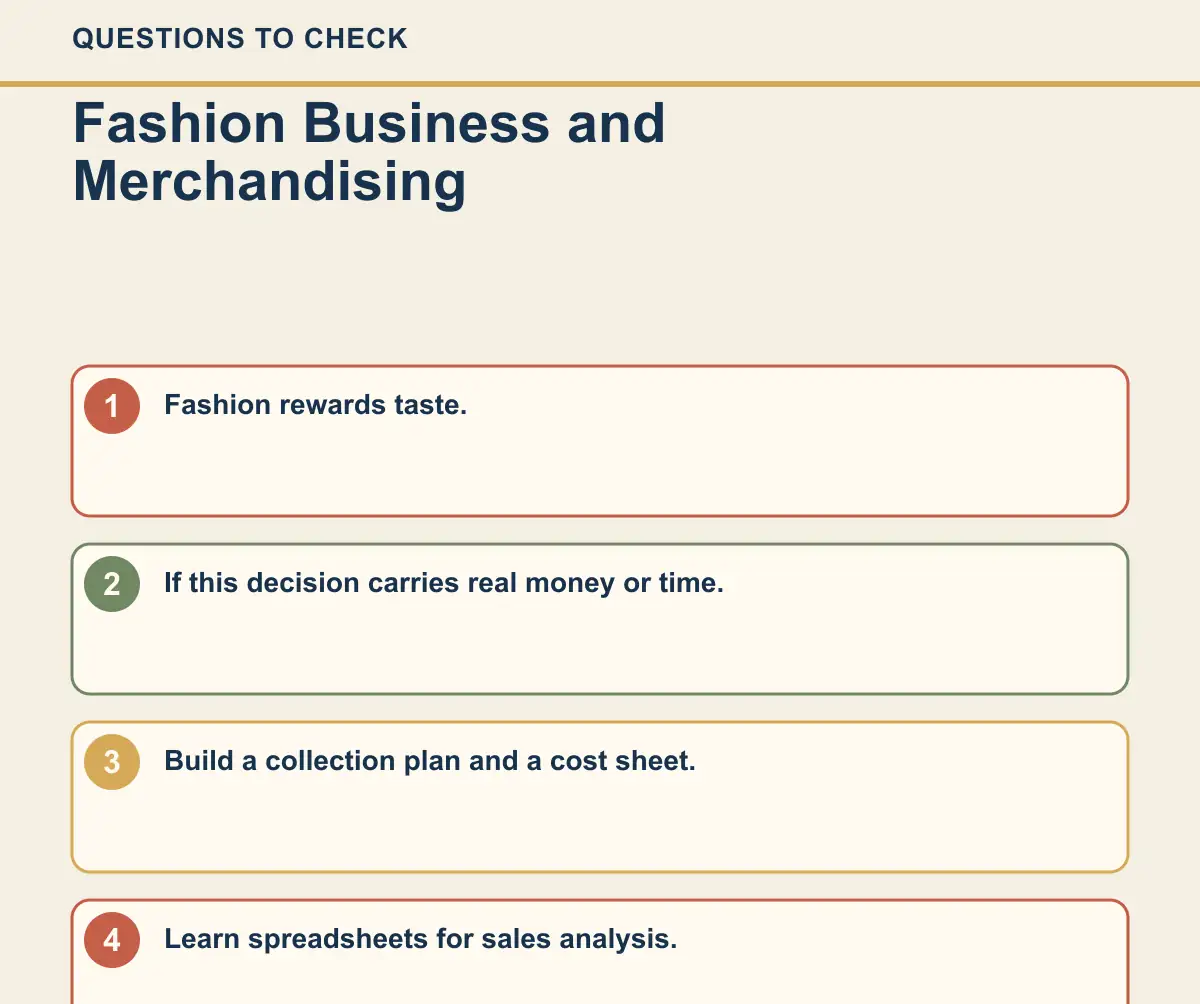 QUESTIONS TO CHECK
Fashion Business and
Merchandising
1
Fashion rewards taste.
2
If this decision carries real money or time.
3
Build a collection plan and a cost sheet.
4
Learn spreadsheets for sales analysis.